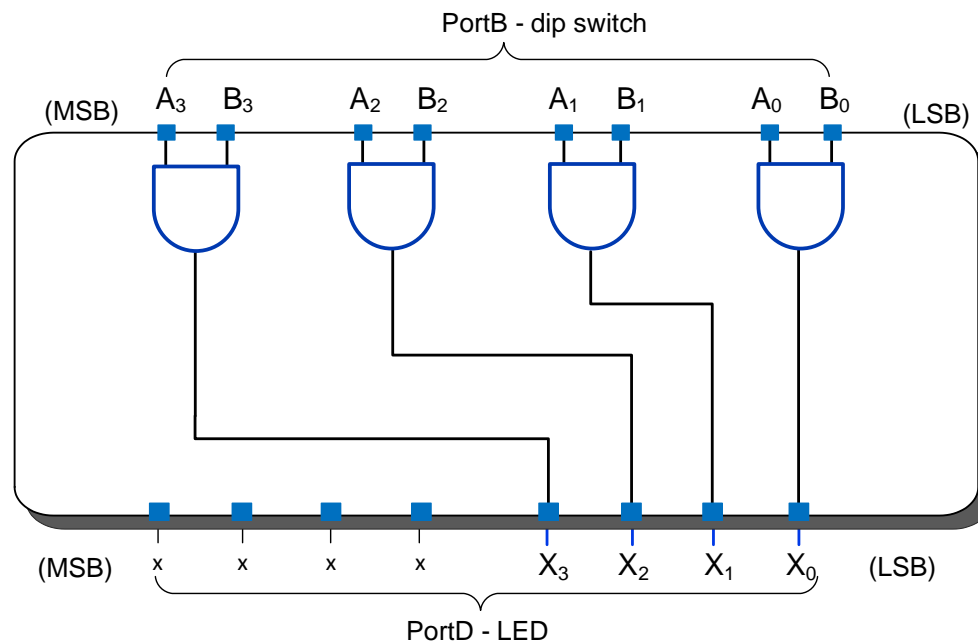 PortB - dip switch
(MSB) A₃ B₃ A₂ B₂ A₁ B₁ A₀ B₀ (LSB)
(MSB) x x x x X₃ X₂ X₁ X₀ (LSB)
PortD - LED